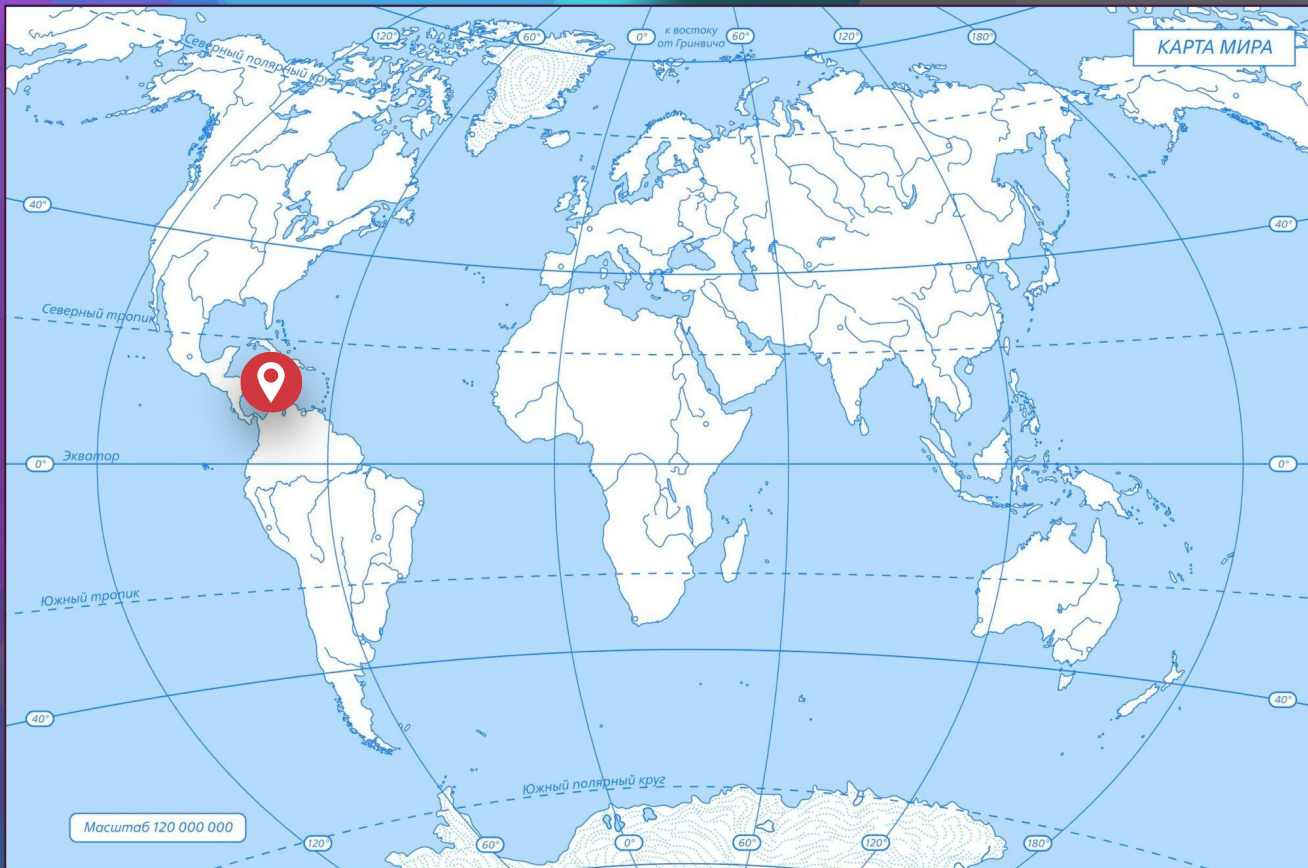 120°
60°
0°
к востоку
от Гринвича
60°
120°
180°
КАРТА МИРА
Северный полярный круг
40°
40°
Северный тропик
0°
Экватор
0°
Южный тропик
40°
40°
Южный полярный круг
Масштаб 120 000 000
120°
60°
0°
60°
120°
180°